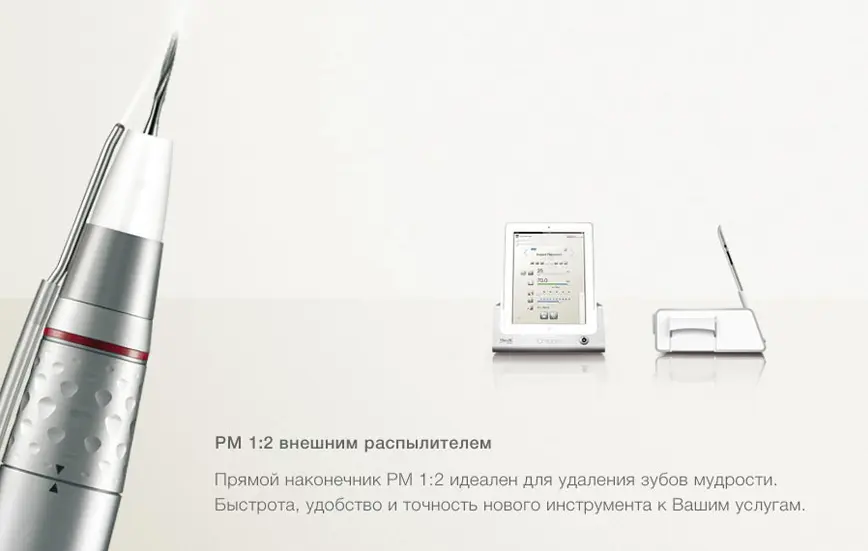 PM 1:2 внешним распылителем
Прямой наконечник PM 1:2 идеален для удаления зубов мудрости.
Быстрота, удобство и точность нового инструмента к Вашим услугам.